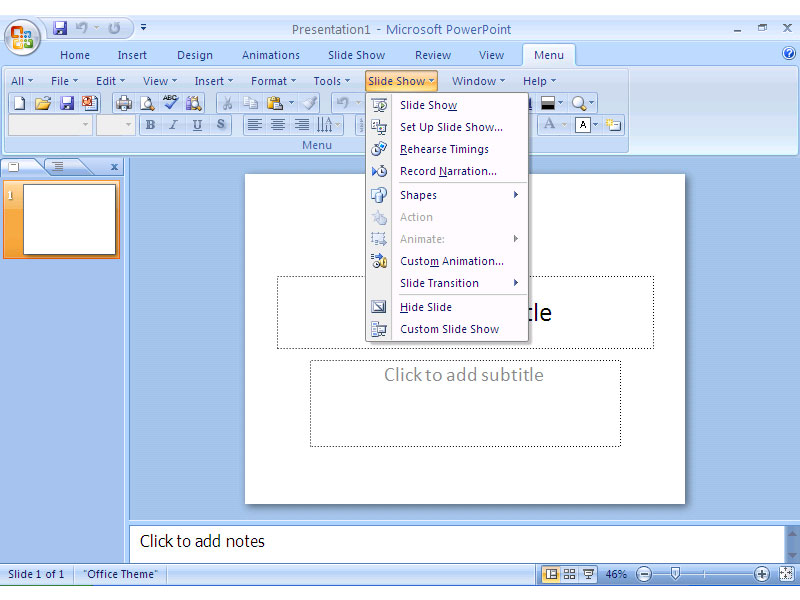 Presentation1 - Microsoft PowerPoint
Home Insert Design Animations Slide Show Review View Menu
All File Edit View Insert Format Tools Slide Show Window Help
ABC
B I U S A A
Menu
Slide Show
Set Up Slide Show...
Rehearse Timings
Record Narration...
Shapes
Action
Animate:
Custom Animation...
Slide Transition
Hide Slide
Custom Slide Show
1
tle
Click to add subtitle
Click to add notes
Slide 1 of 1 "Office Theme" 46%